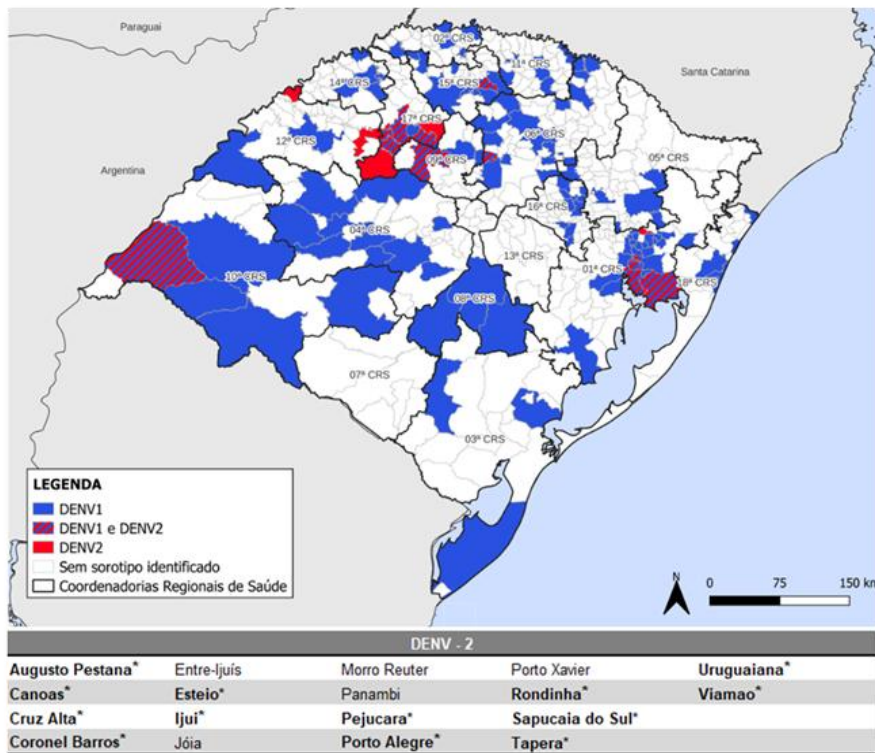 Paraguai
Santa Catarina
Argentina
02ª CRS
11ª CRS
15ª CRS
14ª CRS
17ª CRS
06ª CRS
12ª CRS
09ª CRS
05ª CRS
16ª CRS
04ª CRS
13ª CRS
01ª CRS
10ª CRS
18ª CRS
08ª CRS
07ª CRS
03ª CRS
LEGENDA
DENV1
DENV1 e DENV2
DENV2
Sem sorotipo identificado
Coordenadorias Regionais de Saúde
N
0 75 150 km
DENV - 2
Augusto Pestana* Entre-Ijuís Morro Reuter Porto Xavier Uruguaiana*
Canoas* Esteio* Panambi Rondinha* Viamao*
Cruz Alta* Ijui* Pejucara* Sapucaia do Sul*
Coronel Barros* Jóia Porto Alegre* Tapera*